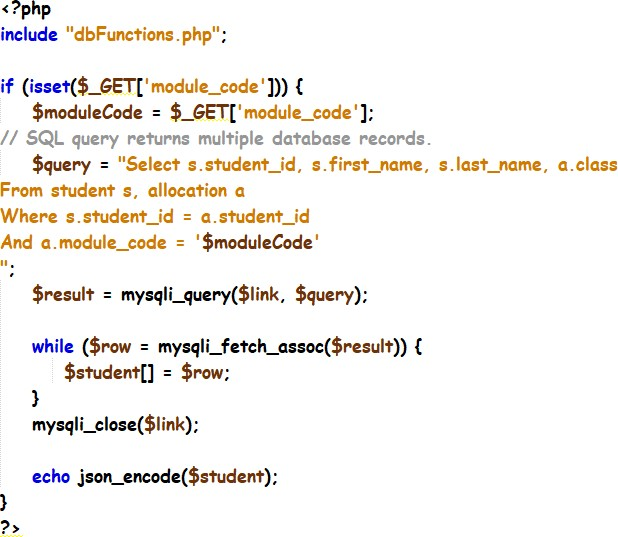 <?php
include "dbFunctions.php";
if (isset($_GET['module_code'])) {
$moduleCode = $_GET['module_code'];
// SQL query returns multiple database records.
$query = "Select s.student_id, s.first_name, s.last_name, a.class
From student s, allocation a
Where s.student_id = a.student_id
And a.module_code = '$moduleCode'
";
$result = mysqli_query($link, $query);
while ($row = mysqli_fetch_assoc($result)) {
$student[] = $row;
}
mysqli_close($link);
echo json_encode($student);
}
?>